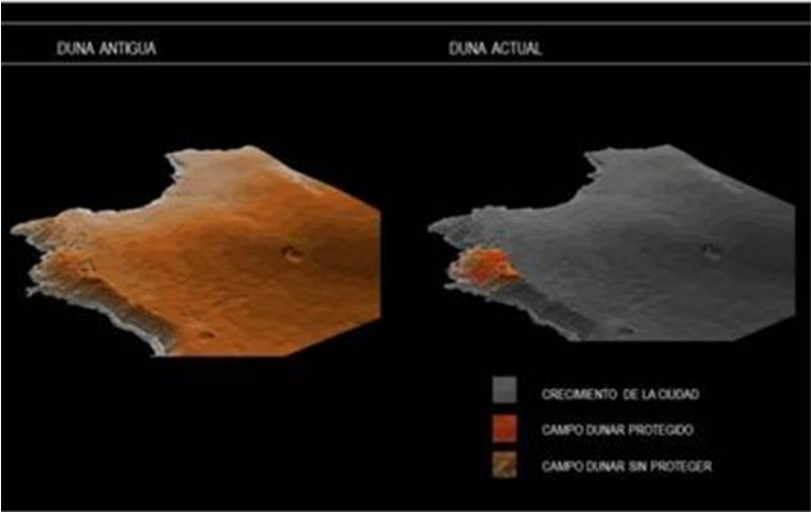 DUNA ANTIGUA
DUNA ACTUAL
CRECIMIENTO DE LA CIUDAD
CAMPO DUNAR PROTEGIDO
CAMPO DUNAR SIN PROTEGER